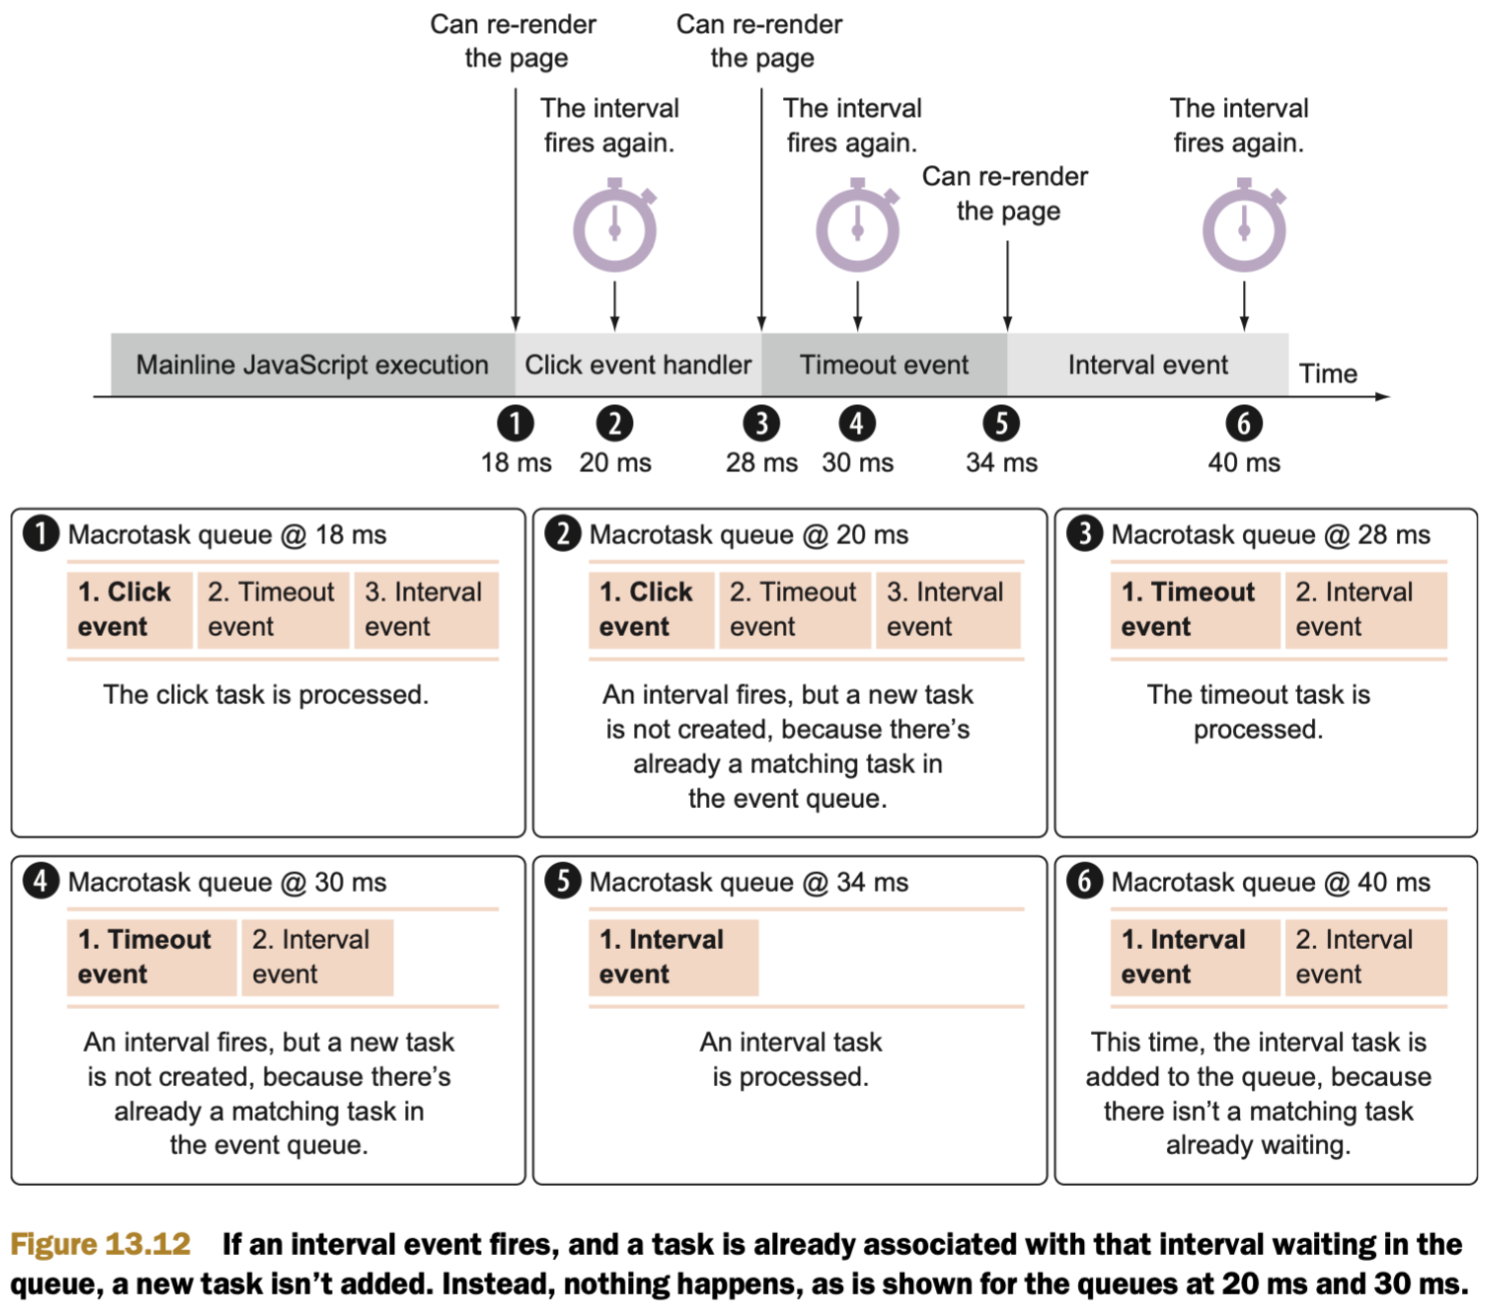 Can re-render
the page
Can re-render
the page
The interval
fires again.
The interval
fires again.
The interval
fires again.
Can re-render
the page
Mainline JavaScript execution
Click event handler
Timeout event
Interval event
Time
1
2
3
4
5
6
18 ms
20 ms
28 ms
30 ms
34 ms
40 ms
1 Macrotask queue @ 18 ms
1. Click
event
2. Timeout
event
3. Interval
event
The click task is processed.
2 Macrotask queue @ 20 ms
1. Click
event
2. Timeout
event
3. Interval
event
An interval fires, but a new task
is not created, because there’s
already a matching task in
the event queue.
3 Macrotask queue @ 28 ms
1. Timeout
event
2. Interval
event
The timeout task is
processed.
4 Macrotask queue @ 30 ms
1. Timeout
event
2. Interval
event
An interval fires, but a new task
is not created, because there’s
already a matching task in
the event queue.
5 Macrotask queue @ 34 ms
1. Interval
event
An interval task
is processed.
6 Macrotask queue @ 40 ms
1. Interval
event
2. Interval
event
This time, the interval task is
added to the queue, because
there isn’t a matching task
already waiting.
Figure 13.12 If an interval event fires, and a task is already associated with that interval waiting in the
queue, a new task isn’t added. Instead, nothing happens, as is shown for the queues at 20 ms and 30 ms.